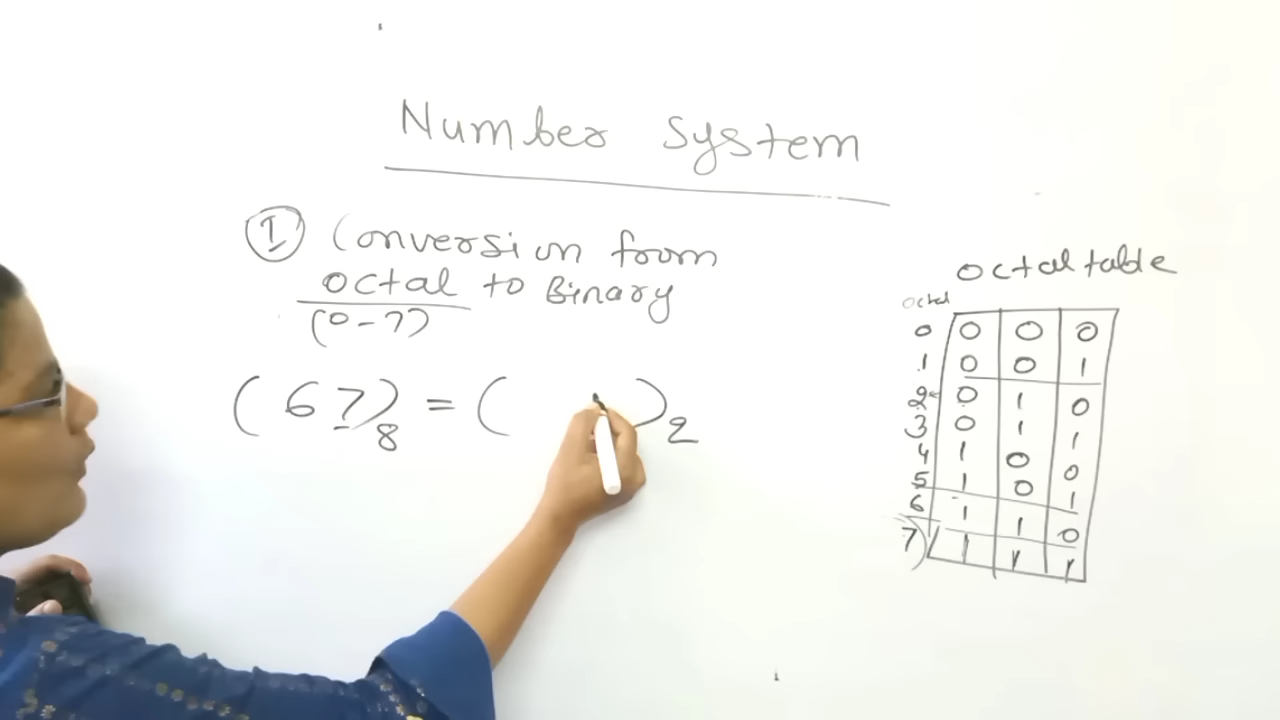 Number System
① Conversion from
octal to Binary
(0-7)
(67)8 = ( )2
octal table
octal
0 0 0 0
1 0 0 1
2 0 1 0
3 0 1 1
4 1 0 0
5 1 0 1
6 1 1 0
7) 1 1 1